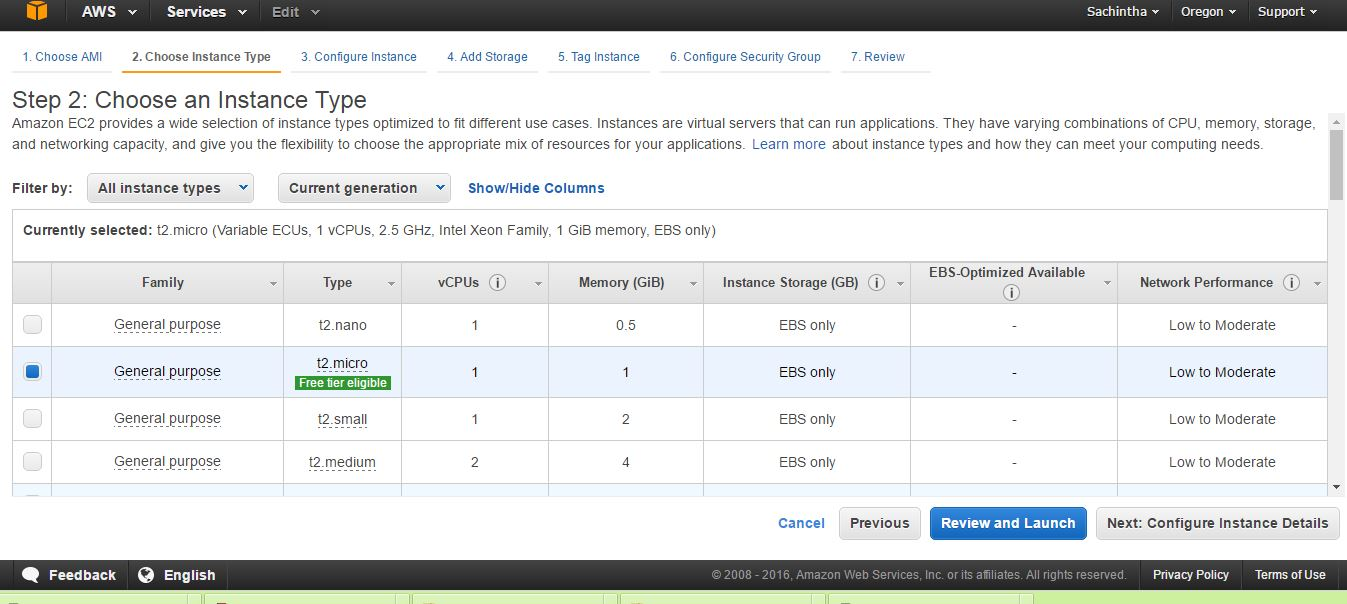 AWS Services Edit Sachintha Oregon Support
1. Choose AMI 2. Choose Instance Type 3. Configure Instance 4. Add Storage 5. Tag Instance 6. Configure Security Group 7. Review
Step 2: Choose an Instance Type
Amazon EC2 provides a wide selection of instance types optimized to fit different use cases. Instances are virtual servers that can run applications. They have varying combinations of CPU, memory, storage,
and networking capacity, and give you the flexibility to choose the appropriate mix of resources for your applications. Learn more about instance types and how they can meet your computing needs.
Filter by: All instance types Current generation Show/Hide Columns
Currently selected: t2.micro (Variable ECUs, 1 vCPUs, 2.5 GHz, Intel Xeon Family, 1 GiB memory, EBS only)
Family Type vCPUs i Memory (GiB) Instance Storage (GB) i EBS-Optimized Available i Network Performance i
General purpose t2.nano 1 0.5 EBS only - Low to Moderate
General purpose t2.micro Free tier eligible 1 1 EBS only - Low to Moderate
General purpose t2.small 1 2 EBS only - Low to Moderate
General purpose t2.medium 2 4 EBS only - Low to Moderate
Cancel Previous Review and Launch Next: Configure Instance Details
Feedback English © 2008 - 2016, Amazon Web Services, Inc. or its affiliates. All rights reserved. Privacy Policy Terms of Use